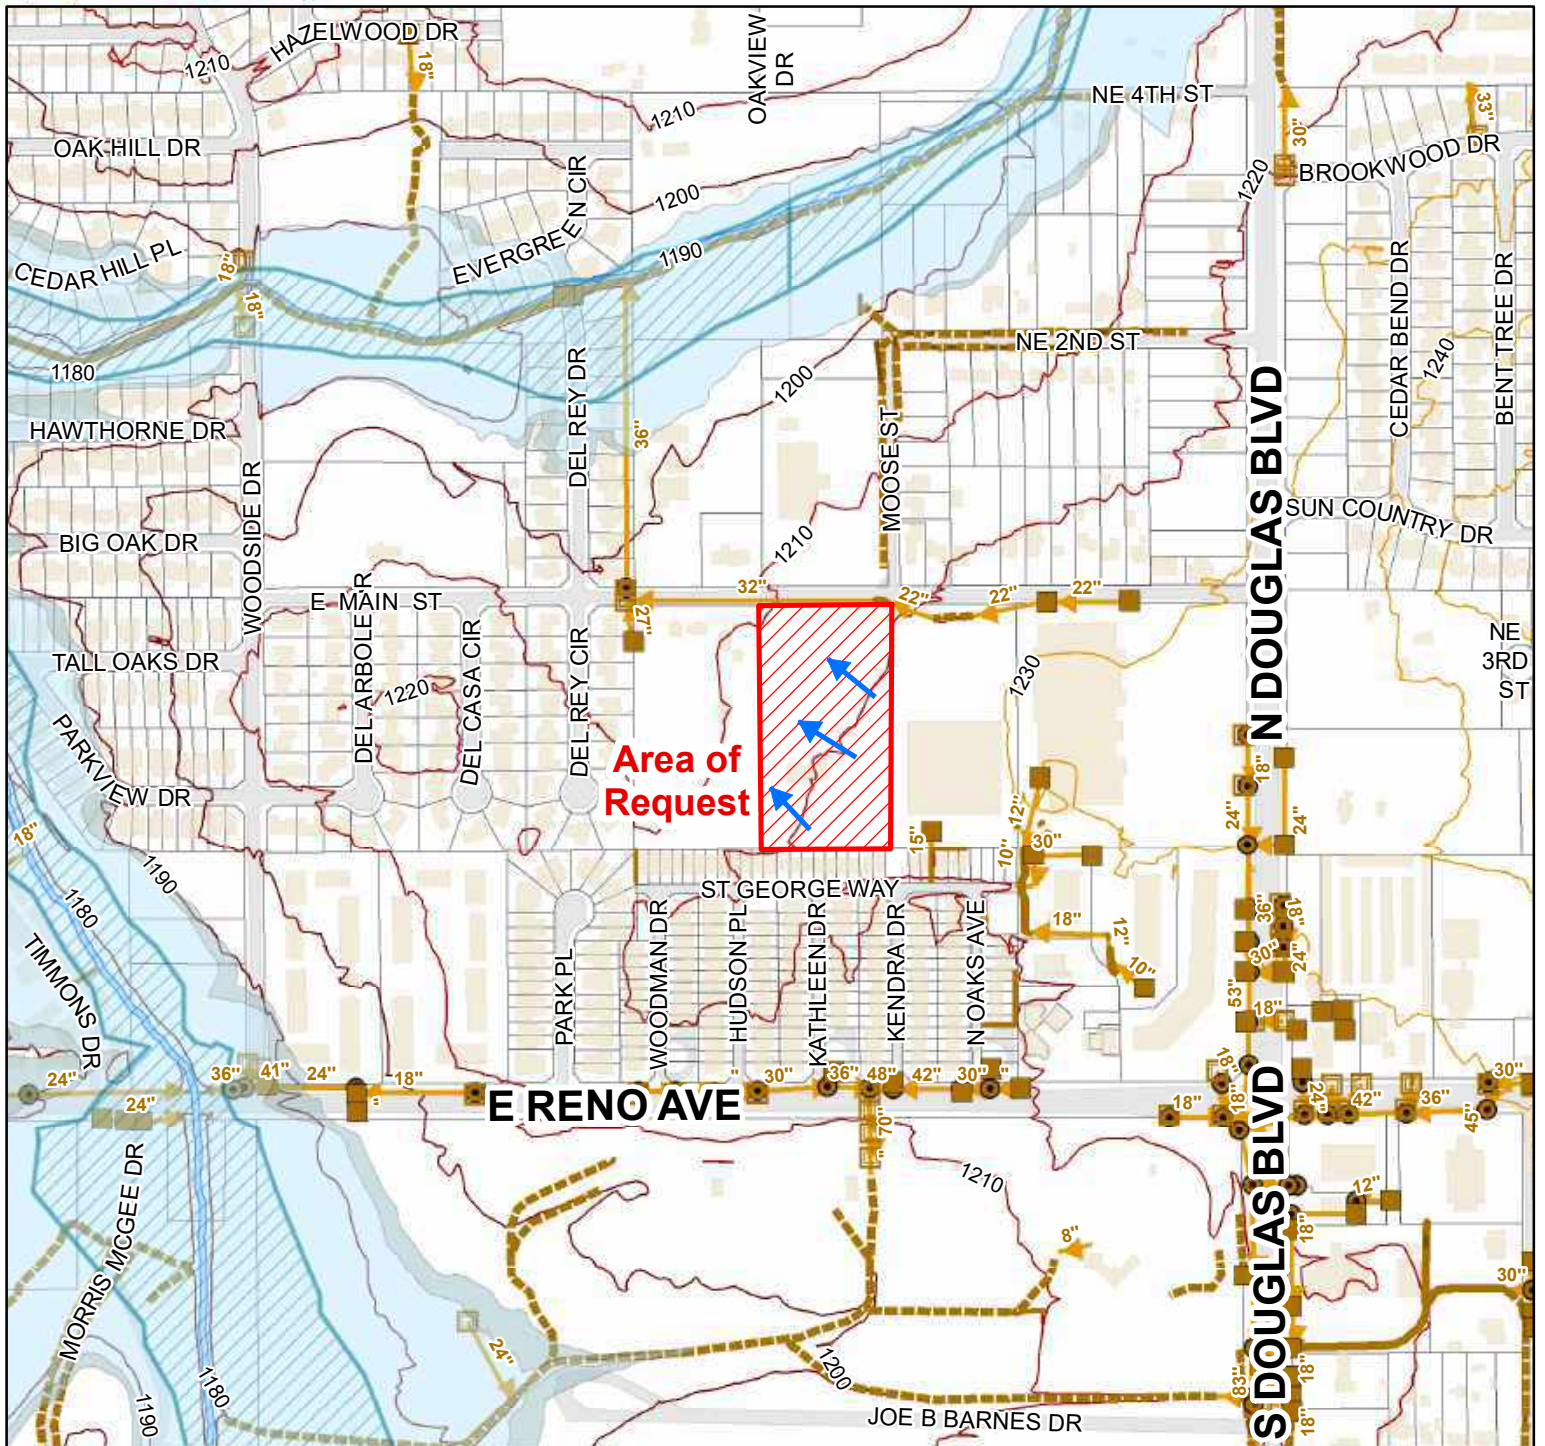 HAZELWOOD DR
1210
18"
OAKVIEW
DR
1210
NE 4TH ST
30"
33"
OAK HILL DR
BROOKWOOD DR
1220
1200
EVERGREEN CIR
1190
CEDAR HILL PL
18"
18"
CEDAR BEND DR
BENT TREE DR
1240
NE 2ND ST
1180
1200
DEL REY DR
36"
HAWTHORNE DR
MOOSE ST
N DOUGLAS BLVD
WOODSIDE DR
BIG OAK DR
1210
SUN COUNTRY DR
E MAIN ST
32"
22"
22"
22"
27"
DEL ARBOLE DR
DEL CASA CIR
DEL REY CIR
TALL OAKS DR
1220
1230
NE
3RD
ST
PARKVIEW DR
Area of
Request
18"
24"
24"
12"
10"
30"
15"
18"
1190
1180
ST GEORGE WAY
18"
12"
10"
36"
18"
30"
24"
53"
18"
TIMMONS DR
PARK PL
WOODMAN DR
HUDSON PL
KATHLEEN DR
KENDRA DR
N OAKS AVE
24"
36"
41"
24"
18"
"
"
30"
36"
48"
42"
30"
"
18"
30"
24"
E RENO AVE
70"
"
18"
18"
24"
42"
36"
45"
MORRIS MCGEE DR
1210
12"
8"
18"
30"
S DOUGLAS BLVD
24"
1200
1180
1190
83"
18"
18"
JOE B BARNES DR